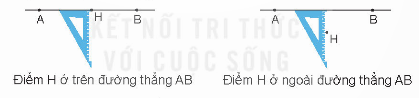 A H B
A B
H
KẾT NỐI TRI THỨC
VỚI CUỘC SỐNG
Điểm H ở trên đường thẳng AB
Điểm H ở ngoài đường thẳng AB